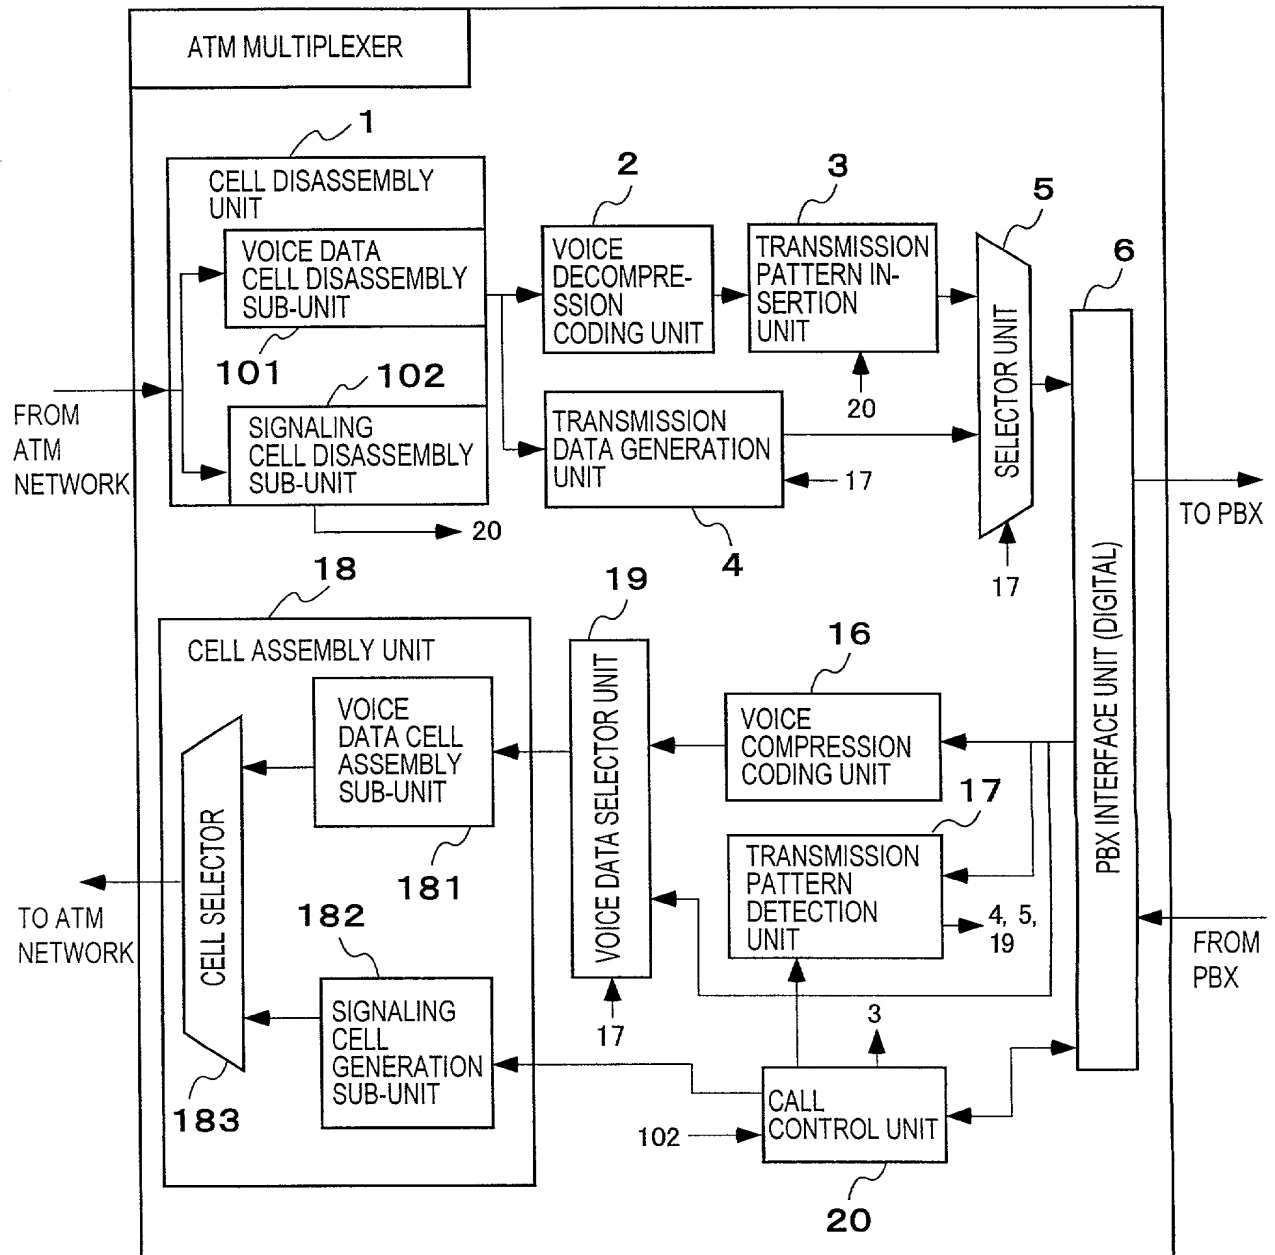 ATM MULTIPLEXER
1
CELL DISASSEMBLY
UNIT
VOICE DATA
CELL DISASSEMBLY
SUB-UNIT
101
102
SIGNALING
CELL DISASSEMBLY
SUB-UNIT
20
FROM
ATM
NETWORK
2
VOICE
DECOMPRE-
SSION
CODING UNIT
3
TRANSMISSION
PATTERN IN-
SERTION
UNIT
20
TRANSMISSION
DATA GENERATION
UNIT
17
4
5
SELECTOR UNIT
17
6
PBX INTERFACE UNIT (DIGITAL)
TO PBX
18
CELL ASSEMBLY UNIT
VOICE
DATA CELL
ASSEMBLY
SUB-UNIT
181
CELL SELECTOR
183
182
SIGNALING
CELL
GENERATION
SUB-UNIT
TO ATM
NETWORK
19
VOICE DATA SELECTOR UNIT
17
16
VOICE
COMPRESSION
CODING UNIT
17
TRANSMISSION
PATTERN
DETECTION
UNIT
4, 5,
19
FROM
PBX
3
CALL
CONTROL UNIT
102
20